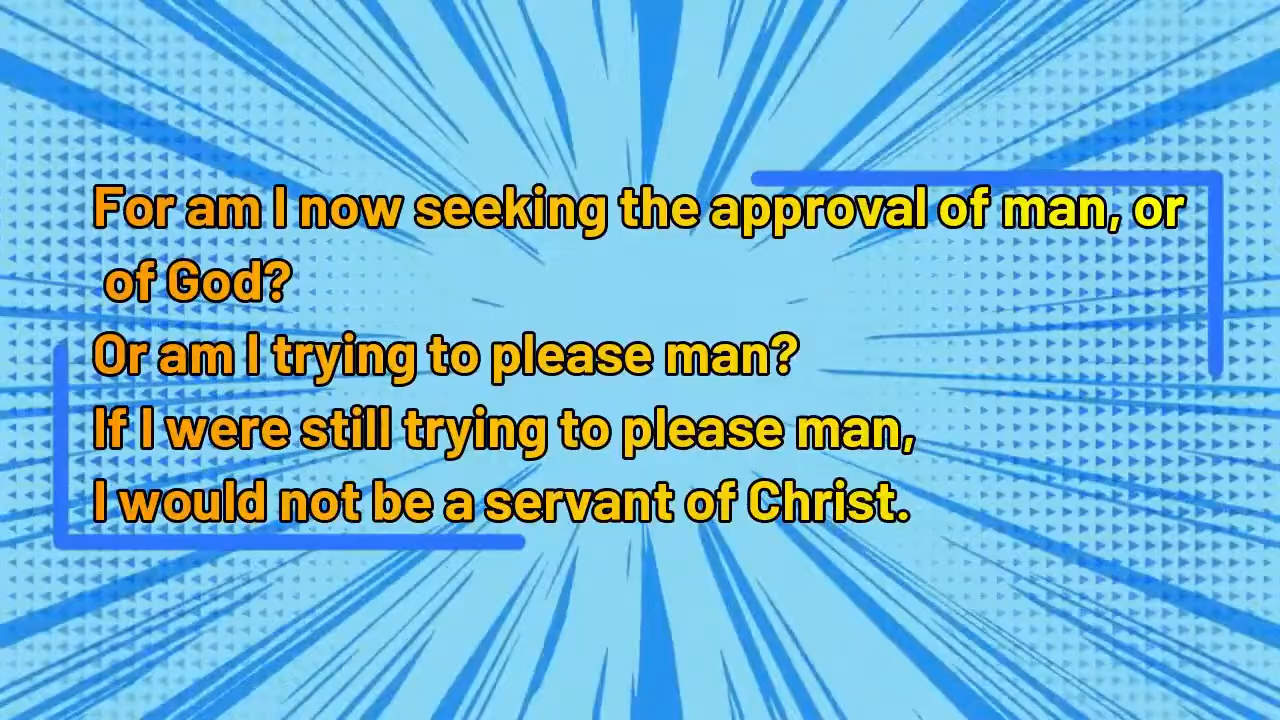 For am I now seeking the approval of man, or
of God?
Or am I trying to please man?
If I were still trying to please man,
I would not be a servant of Christ.